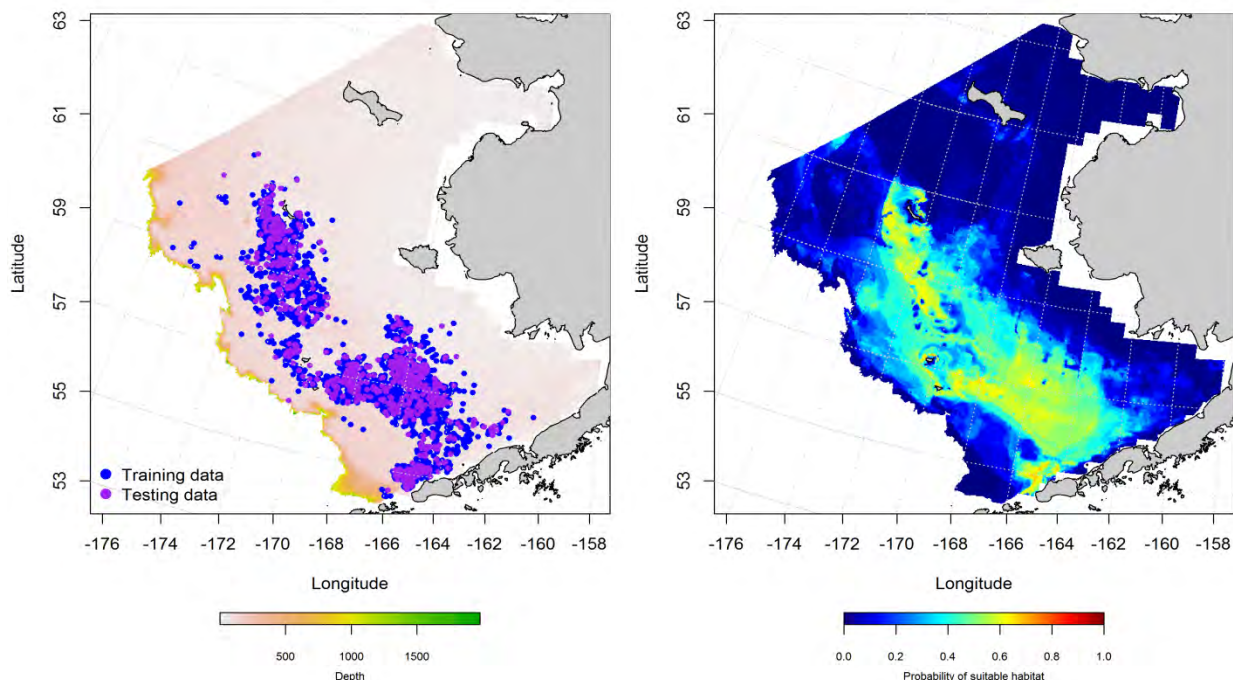 63
61
59
57
55
53
Latitude
Training data
Testing data
-176 -174 -172 -170 -168 -166 -164 -162 -160 -158
Longitude
500 1000 1500
Depth
63
61
59
57
55
53
Latitude
-176 -174 -172 -170 -168 -166 -164 -162 -160 -158
Longitude
0.0 0.2 0.4 0.6 0.8 1.0
Probability of suitable habitat